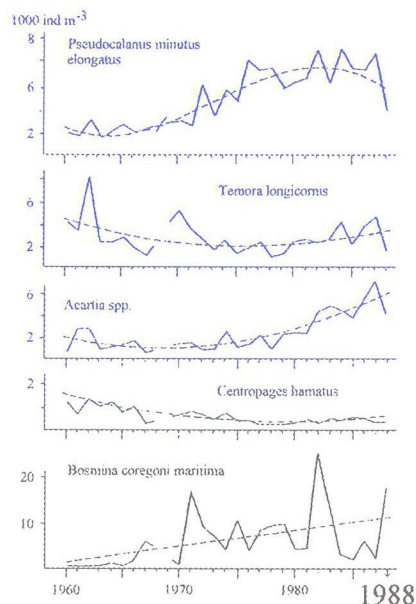 1000 ind m⁻³
8
Pseudocalanus minutus
elongatus
6
2
Temora longicornis
6
2
Acartia spp.
6
2
Centropages hamatus
2
Bosmina coregoni maritima
20
10
1960 1970 1980 1988